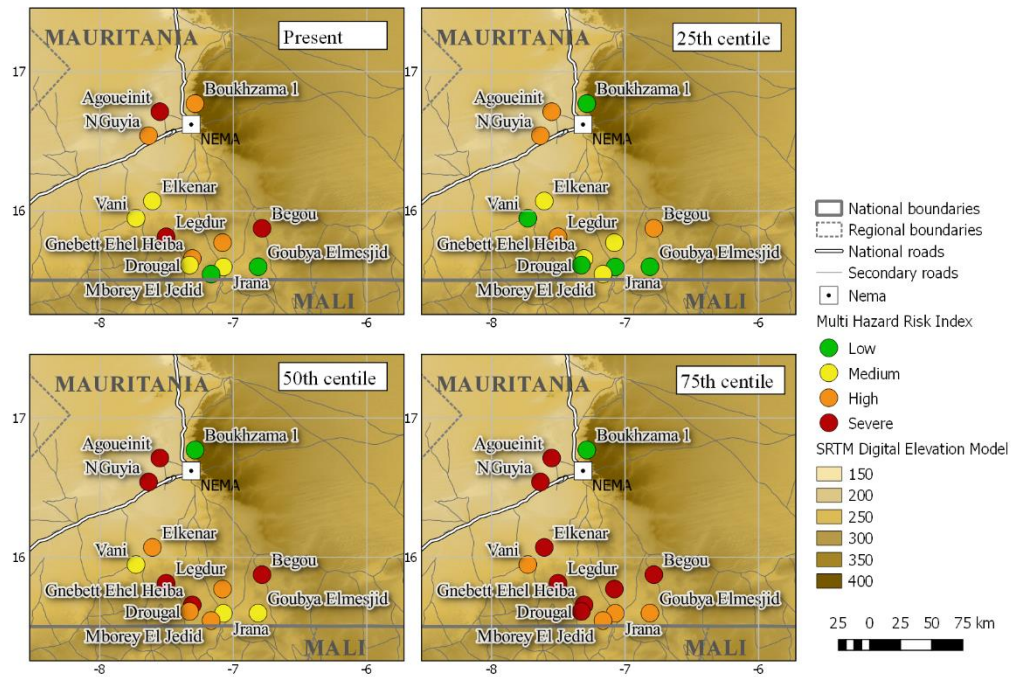 MAURITANIA
Present
17
Boukhzama 1
Agoueinit
NGuyia
NEMA
Elkenar
16
Vani
Legdur
Begou
Gnebett Ehel Heiba
Goubya Elmesjid
Drougal
Jrana
Mborey El Jedid
MALI
-8
-7
-6
MAURITANIA
25th centile
17
Boukhzama 1
Agoueinit
NGuyia
NEMA
Elkenar
16
Vani
Legdur
Begou
Gnebett Ehel Heiba
Goubya Elmesjid
Drougal
Jrana
Mborey El Jedid
MALI
-8
-7
-6
MAURITANIA
50th centile
17
Boukhzama 1
Agoueinit
NGuyia
NEMA
Elkenar
16
Vani
Legdur
Begou
Gnebett Ehel Heiba
Goubya Elmesjid
Drougal
Jrana
Mborey El Jedid
MALI
-8
-7
-6
MAURITANIA
75th centile
17
Boukhzama 1
Agoueinit
NGuyia
NEMA
Elkenar
16
Vani
Legdur
Begou
Gnebett Ehel Heiba
Goubya Elmesjid
Drougal
Jrana
Mborey El Jedid
MALI
-8
-7
-6
National boundaries
Regional boundaries
National roads
Secondary roads
Nema
Multi Hazard Risk Index
Low
Medium
High
Severe
SRTM Digital Elevation Model
150
200
250
300
350
400
25 0 25 50 75 km